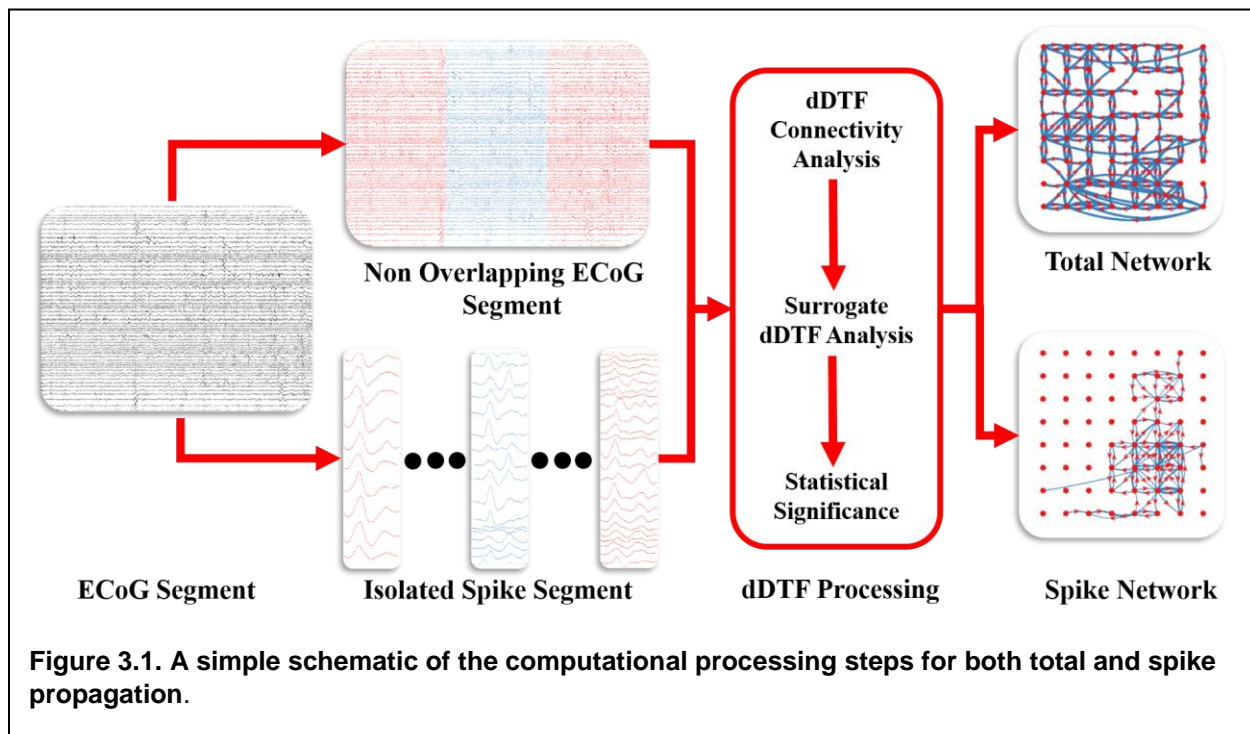 Non Overlapping ECoG
Segment
ECoG Segment
Isolated Spike Segment
dDTF
Connectivity
Analysis
Surrogate
dDTF Analysis
Statistical
Significance
dDTF Processing
Total Network
Spike Network
Figure 3.1. A simple schematic of the computational processing steps for both total and spike
propagation.